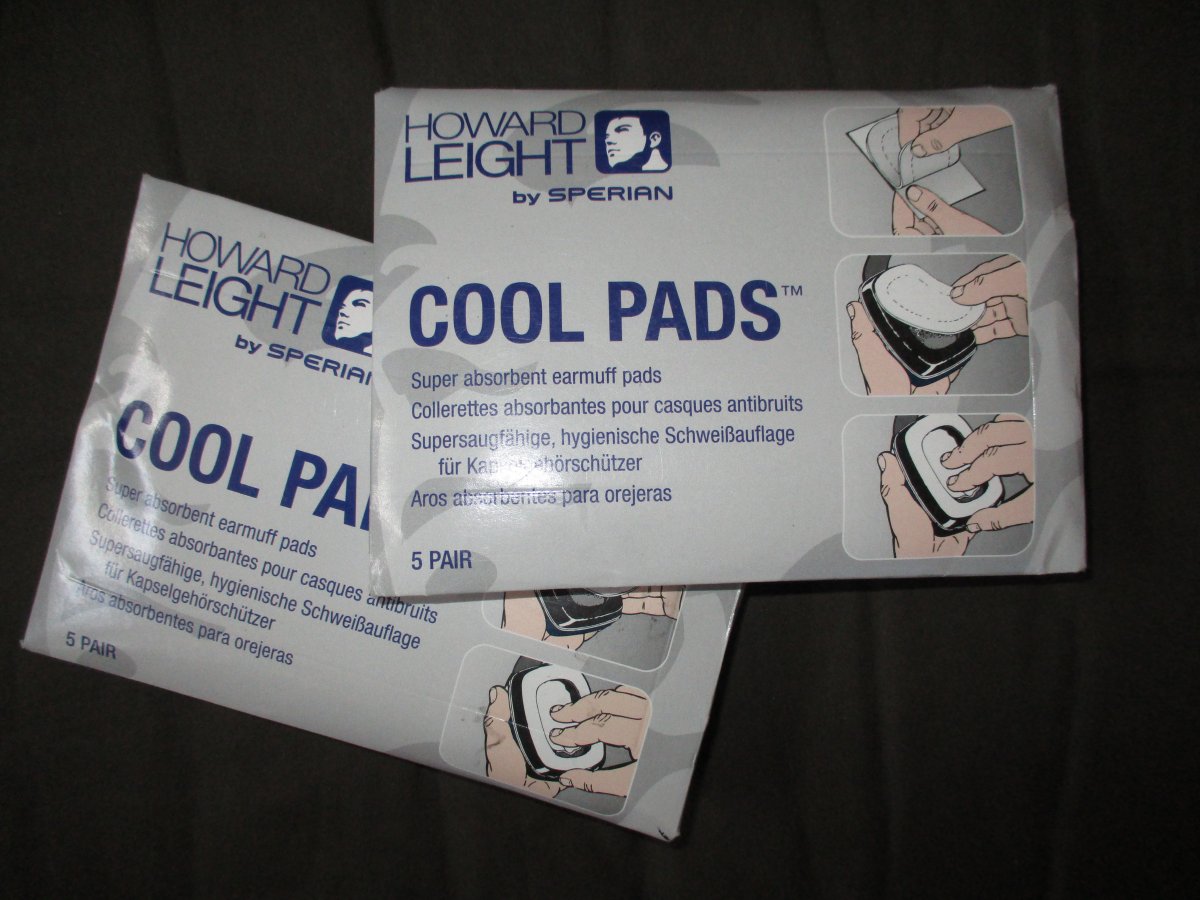 HOWARD
LEIGHT
by SPERIAN
COOL PADS™
Super absorbent earmuff pads
Collerettes absorbantes pour casques antibruits
Supersaugfähige, hygienische Schweißauflage
für Kapselgehörschützer
Aros absorbentes para orejeras
5 PAIR
HOWARD
LEIGHT
by SPERIAN
COOL PA
Super absorbent earmuff pads
Collerettes absorbantes pour casques antibruits
Supersaugfähige, hygienische Schweißauflage
für Kapselgehörschützer
Aros absorbentes para orejeras
5 PAIR